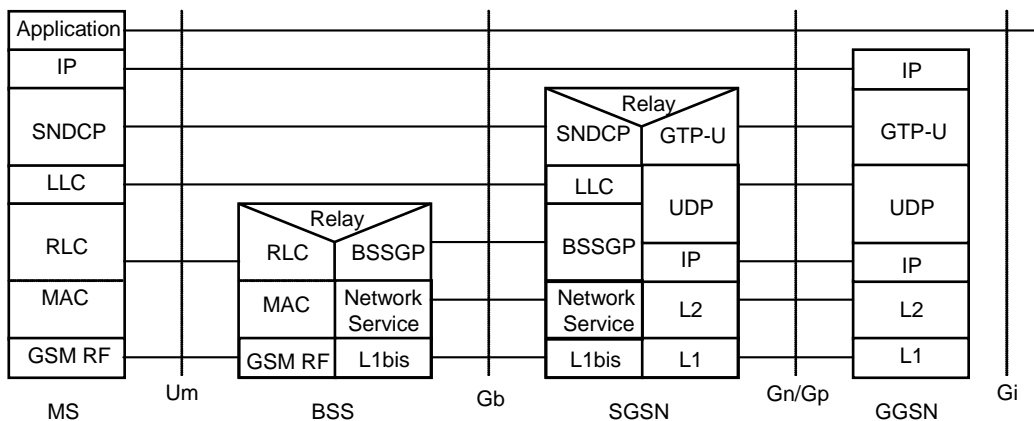 Application
IP
SNDCP
LLC
RLC
MAC
GSM RF
MS
Um
Relay
RLC
BSSGP
MAC
Network
Service
GSM RF
L1bis
BSS
Gb
Relay
SNDCP
GTP-U
LLC
UDP
BSSGP
IP
Network
Service
L2
L1bis
L1
SGSN
Gn/Gp
IP
GTP-U
UDP
IP
L2
L1
GGSN
Gi